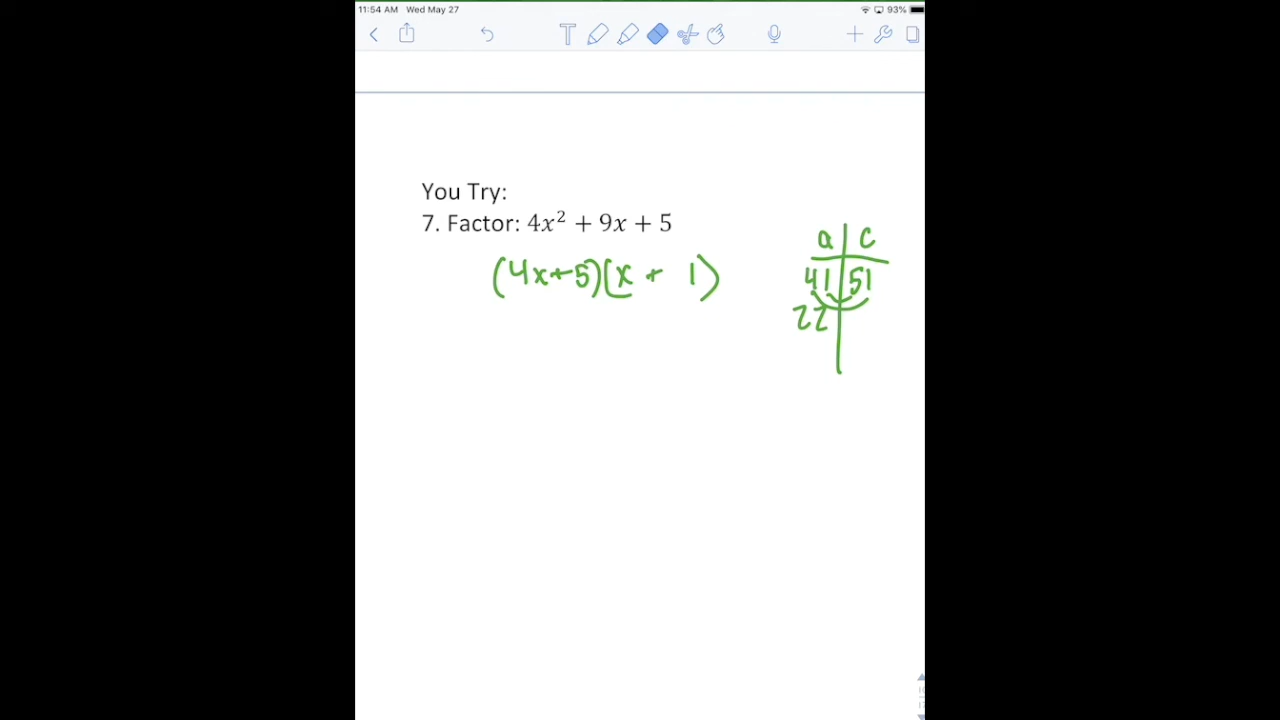 11:54 AM Wed May 27 93%
T
You Try:
7. Factor: 4x² + 9x + 5
(4x+5)(x + 1)
a c
41 51
22